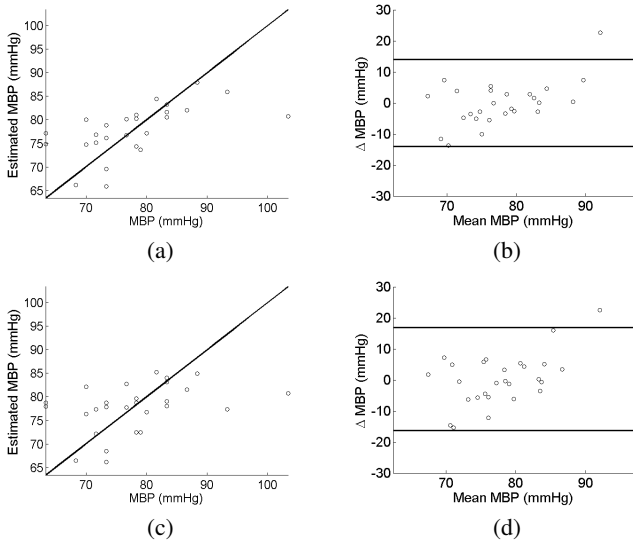 100
95
90
85
80
75
70
65
Estimated MBP (mmHg)
70 80 90 100
MBP (mmHg)
(a)
30
20
10
0
-10
-20
-30
Δ MBP (mmHg)
70 80 90
Mean MBP (mmHg)
(b)
100
95
90
85
80
75
70
65
Estimated MBP (mmHg)
70 80 90 100
MBP (mmHg)
(c)
30
20
10
0
-10
-20
-30
Δ MBP (mmHg)
70 80 90
Mean MBP (mmHg)
(d)